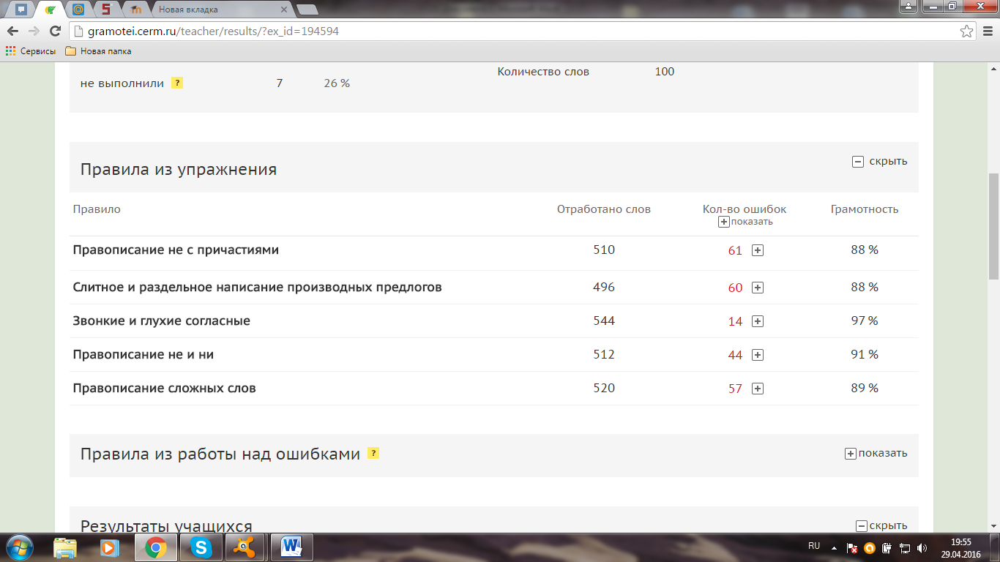 Новая вкладка
gramotei.cerm.ru/teacher/results/?ex_id=194594
Сервисы Новая папка
Количество слов 100
не выполнили ? 7 26 %
Правила из упражнения скрыть
Правило Отработано слов Кол-во ошибок Грамотность
показать
Правописание не с причастиями 510 61 88 %
Слитное и раздельное написание производных предлогов 496 60 88 %
Звонкие и глухие согласные 544 14 97 %
Правописание не и ни 512 44 91 %
Правописание сложных слов 520 57 89 %
Правила из работы над ошибками ? показать
Результаты учащихся скрыть
RU 19:55
29.04.2016